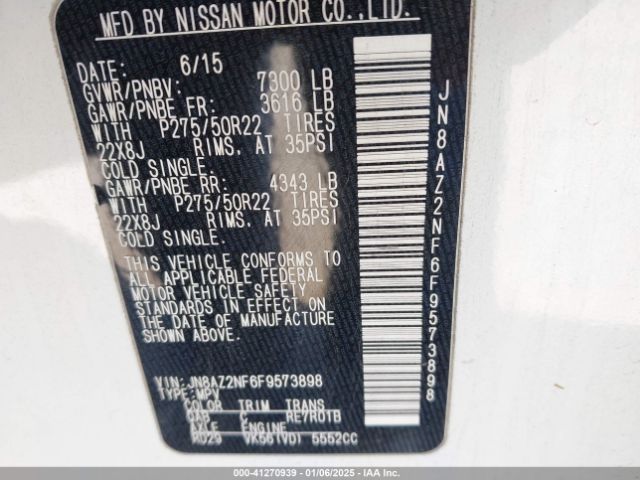 MFD BY NISSAN MOTOR CO.,LTD.
DATE: 6/15
GVWR/PNBV: 7300 LB
GAWR/PNBE FR: 3616 LB
WITH P275/50R22 TIRES
22X8J RIMS, AT 35PSI
COLD SINGLE.
GAWR/PNBE RR: 4343 LB
WITH P275/50R22 TIRES
22X8J RIMS, AT 35PSI
COLD SINGLE.
THIS VEHICLE CONFORMS TO
ALL APPLICABLE FEDERAL
MOTOR VEHICLE SAFETY
STANDARDS IN EFFECT ON
THE DATE OF MANUFACTURE
SHOWN ABOVE.
VIN: JN8AZ2NF6F9573898
TYPE: MPV
COLOR TRIM TRANS
QAB C RE7R01B
AXLE ENGINE
RD29 VK56(VD) 5552CC
JN8AZ2NF6F9573898
000-41270939 - 01/06/2025 - IAA, Inc.